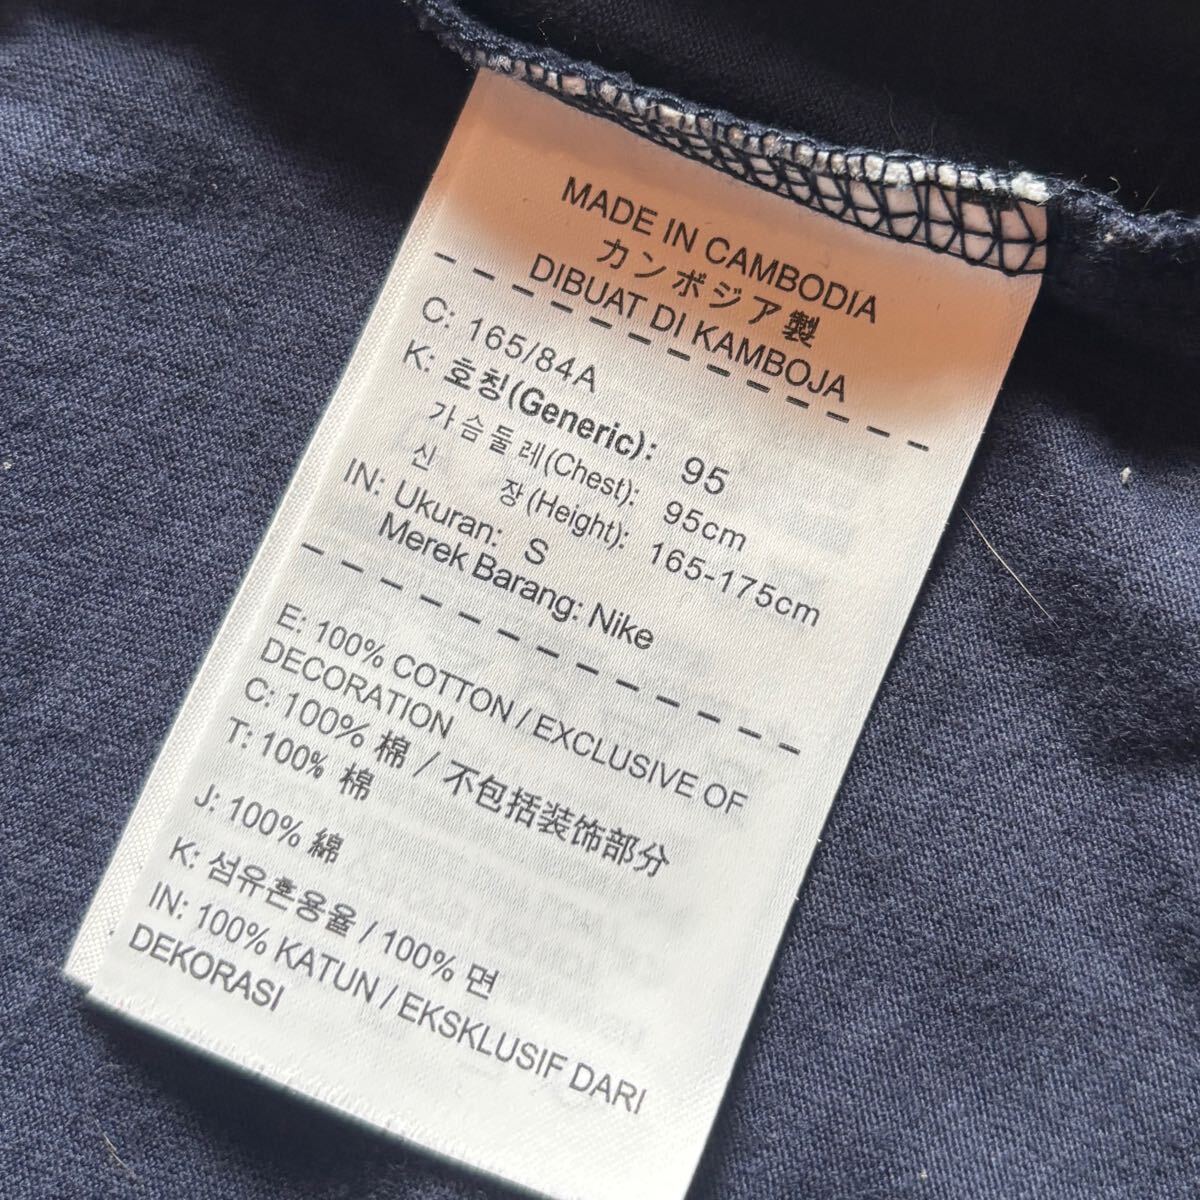 MADE IN CAMBODIA
カンボジア製
DIBUAT DI KAMBOJA
C: 165/84A
K: 호칭(Generic): 95
가슴둘레(Chest): 95cm
신 장(Height): 165-175cm
IN: Ukuran: S
Merek Barang: Nike
E: 100% COTTON / EXCLUSIVE OF
DECORATION
C: 100% 棉 / 不包括装饰部分
T: 100% 棉
J: 100% 綿
K: 섬유혼용율 / 100% 면
IN: 100% KATUN / EKSKLUSIF DARI
DEKORASI